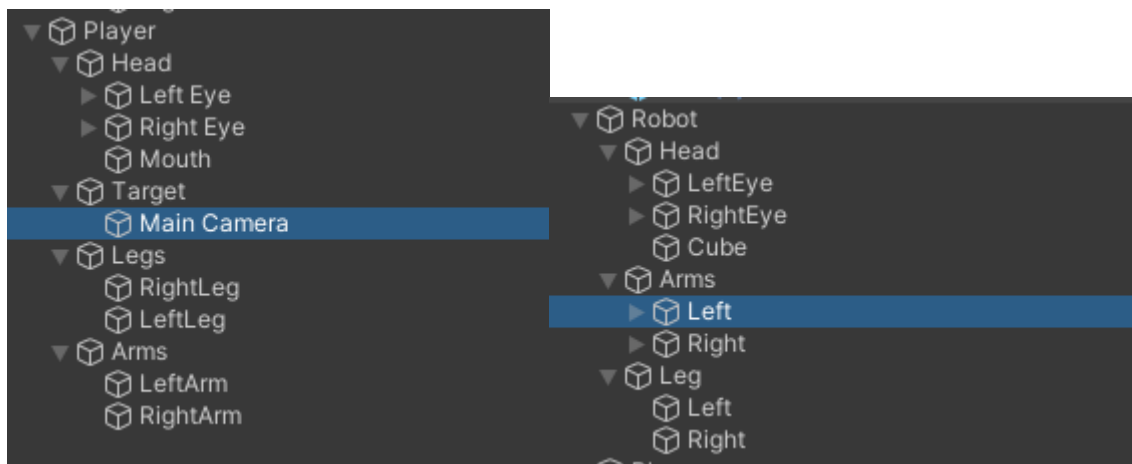 Player
Head
Left Eye
Right Eye
Mouth
Target
Main Camera
Legs
RightLeg
LeftLeg
Arms
LeftArm
RightArm
Robot
Head
LeftEye
RightEye
Cube
Arms
Left
Right
Leg
Left
Right